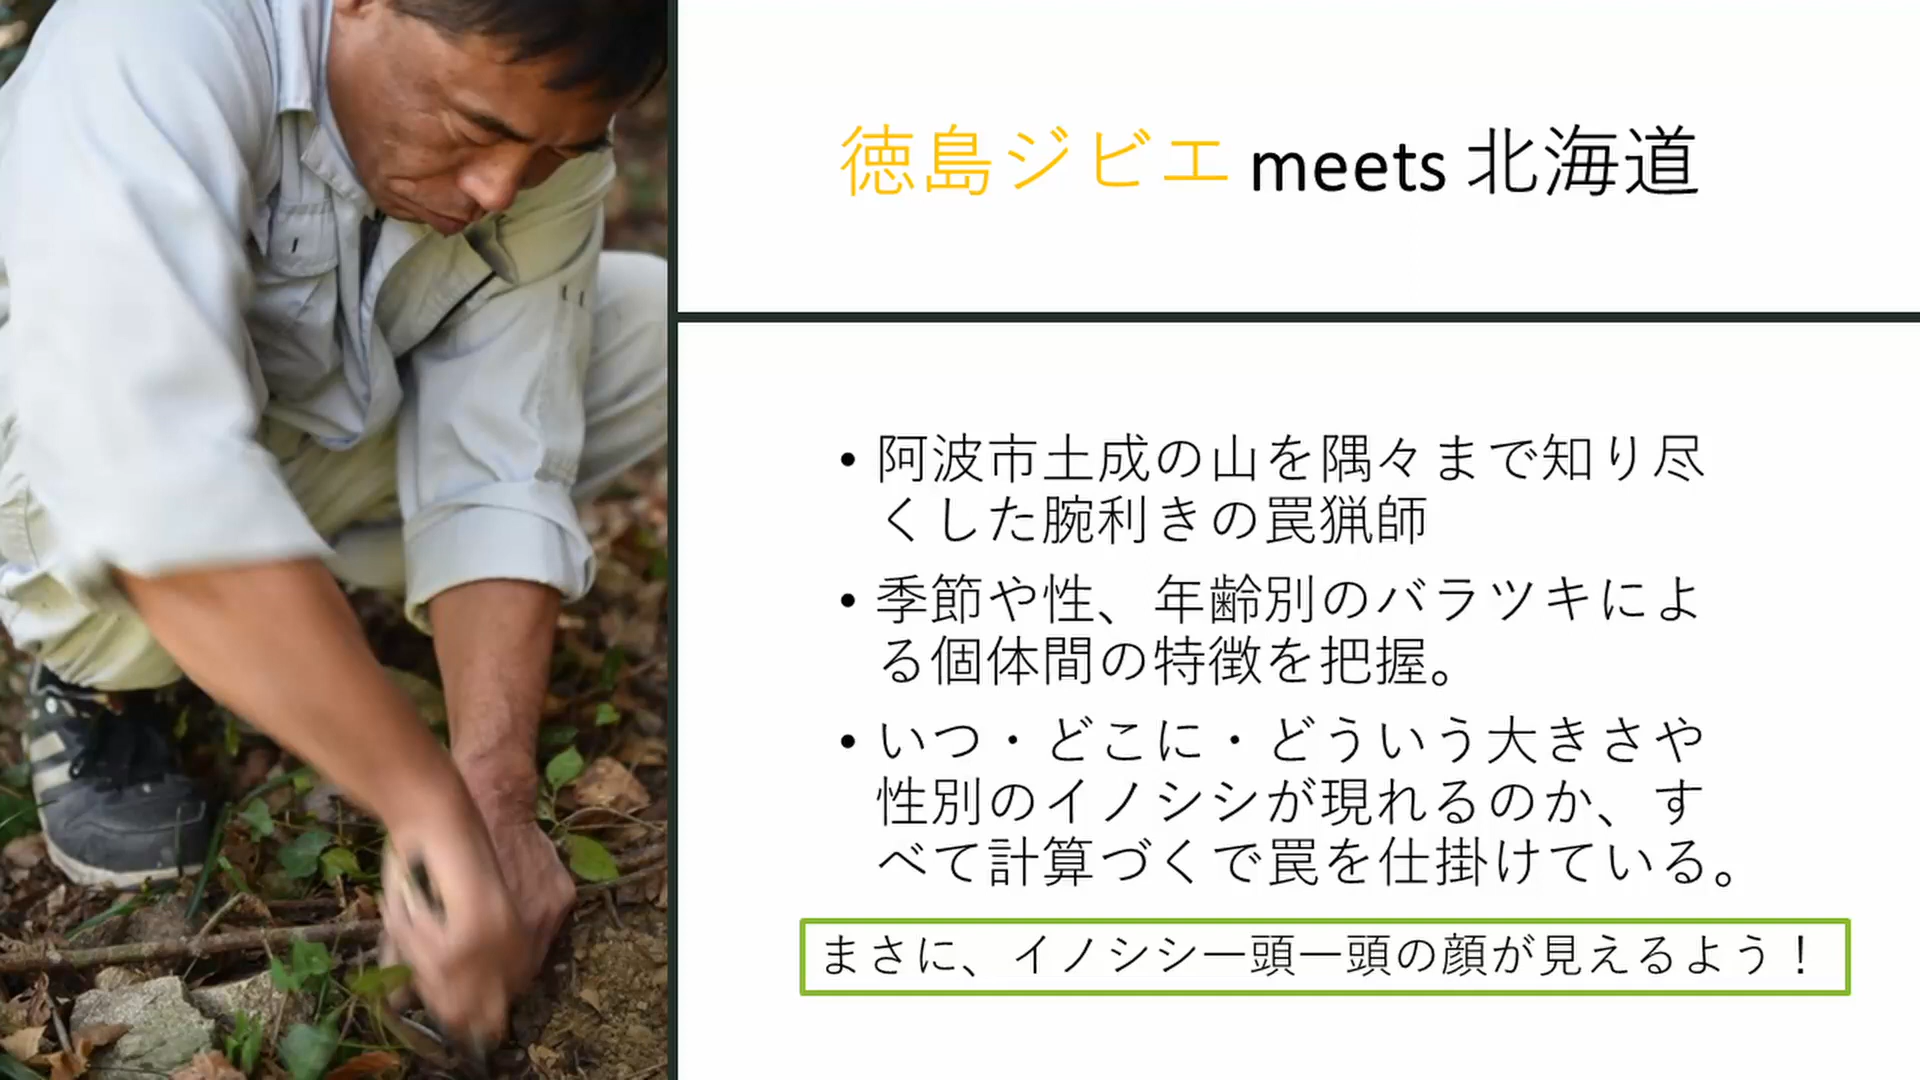 徳島ジビエ meets 北海道
• 阿波市土成の山を隅々まで知り尽
くした腕利きの罠猟師
• 季節や性、年齢別のバラツキによ
る個体間の特徴を把握。
• いつ・どこに・どういう大きさや
性別のイノシシが現れるのか、す
べて計算づくで罠を仕掛けている。
まさに、イノシシ一頭一頭の顔が見えるよう！